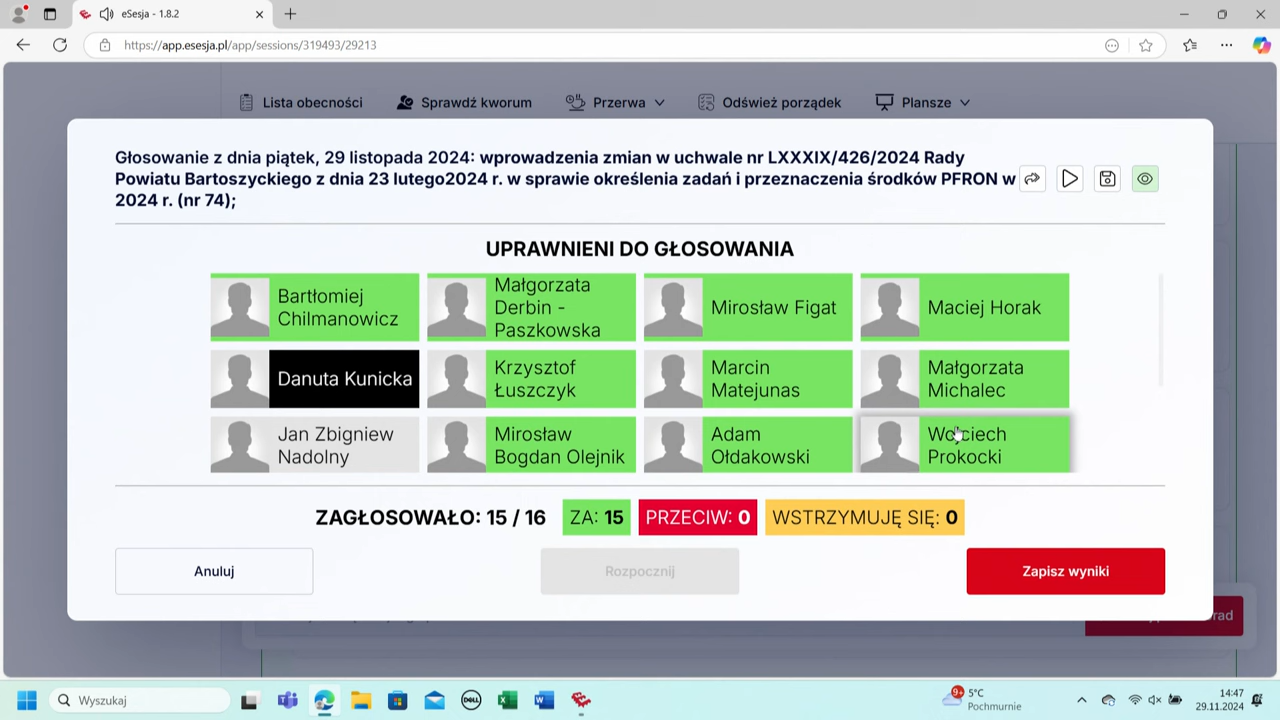 eSesja - 1.8.2
https://app.esesja.pl/app/sessions/319493/29213
Lista obecności
Sprawdź kworum
Przerwa
Odśwież porządek
Plansze
Głosowanie z dnia piątek, 29 listopada 2024: wprowadzenia zmian w uchwale nr LXXXIX/426/2024 Rady
Powiatu Bartoszyckiego z dnia 23 lutego2024 r. w sprawie określenia zadań i przeznaczenia środków PFRON w
2024 r. (nr 74);
UPRAWNIENI DO GŁOSOWANIA
Bartłomiej
Chilmanowicz
Małgorzata
Derbin -
Paszkowska
Mirosław Figat
Maciej Horak
Danuta Kunicka
Krzysztof
Łuszczyk
Marcin
Matejunas
Małgorzata
Michalec
Jan Zbigniew
Nadolny
Mirosław
Bogdan Olejnik
Adam
Ołdakowski
Wojciech
Prokocki
ZAGŁOSOWAŁO: 15 / 16
ZA: 15
PRZECIW: 0
WSTRZYMUJĘ SIĘ: 0
Anuluj
Rozpocznij
Zapisz wyniki
rad
Wyszukaj
DELL
9+
5°C
Pochmurnie
14:47
29.11.2024